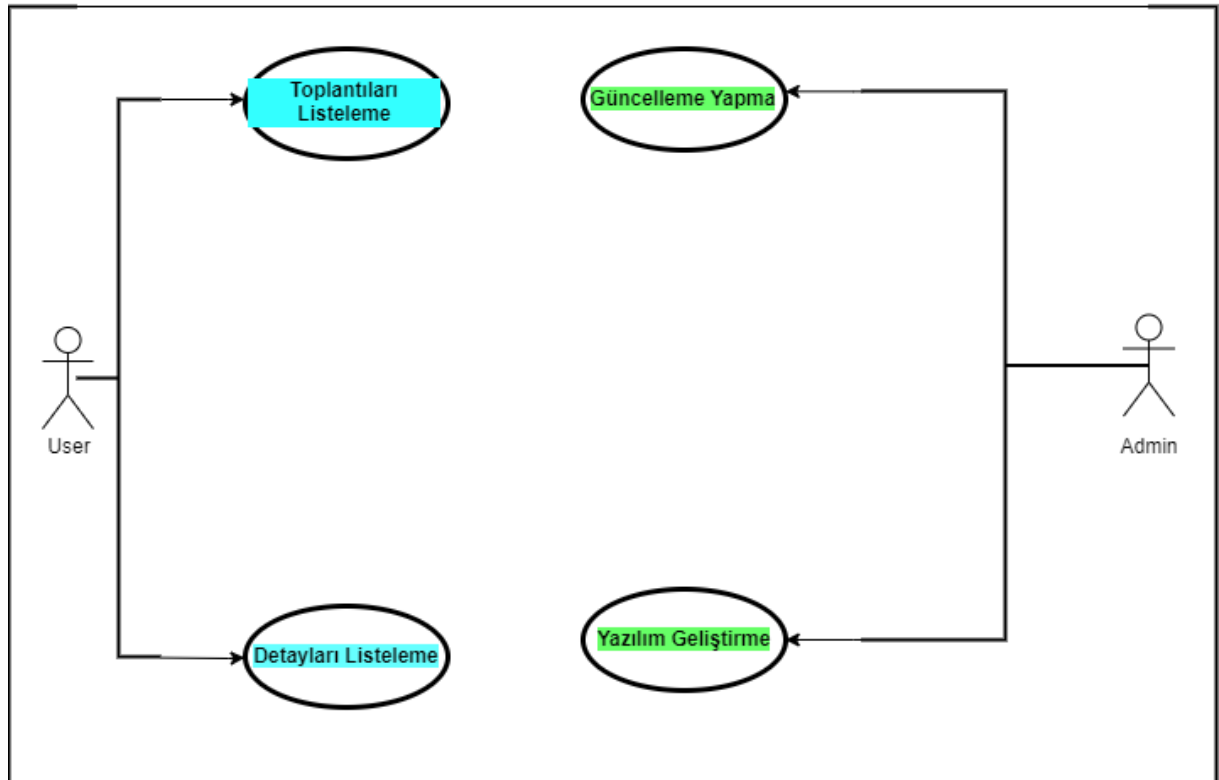 Toplantıları
Listeleme
Güncelleme Yapma
User
Admin
Detayları Listeleme
Yazılım Geliştirme